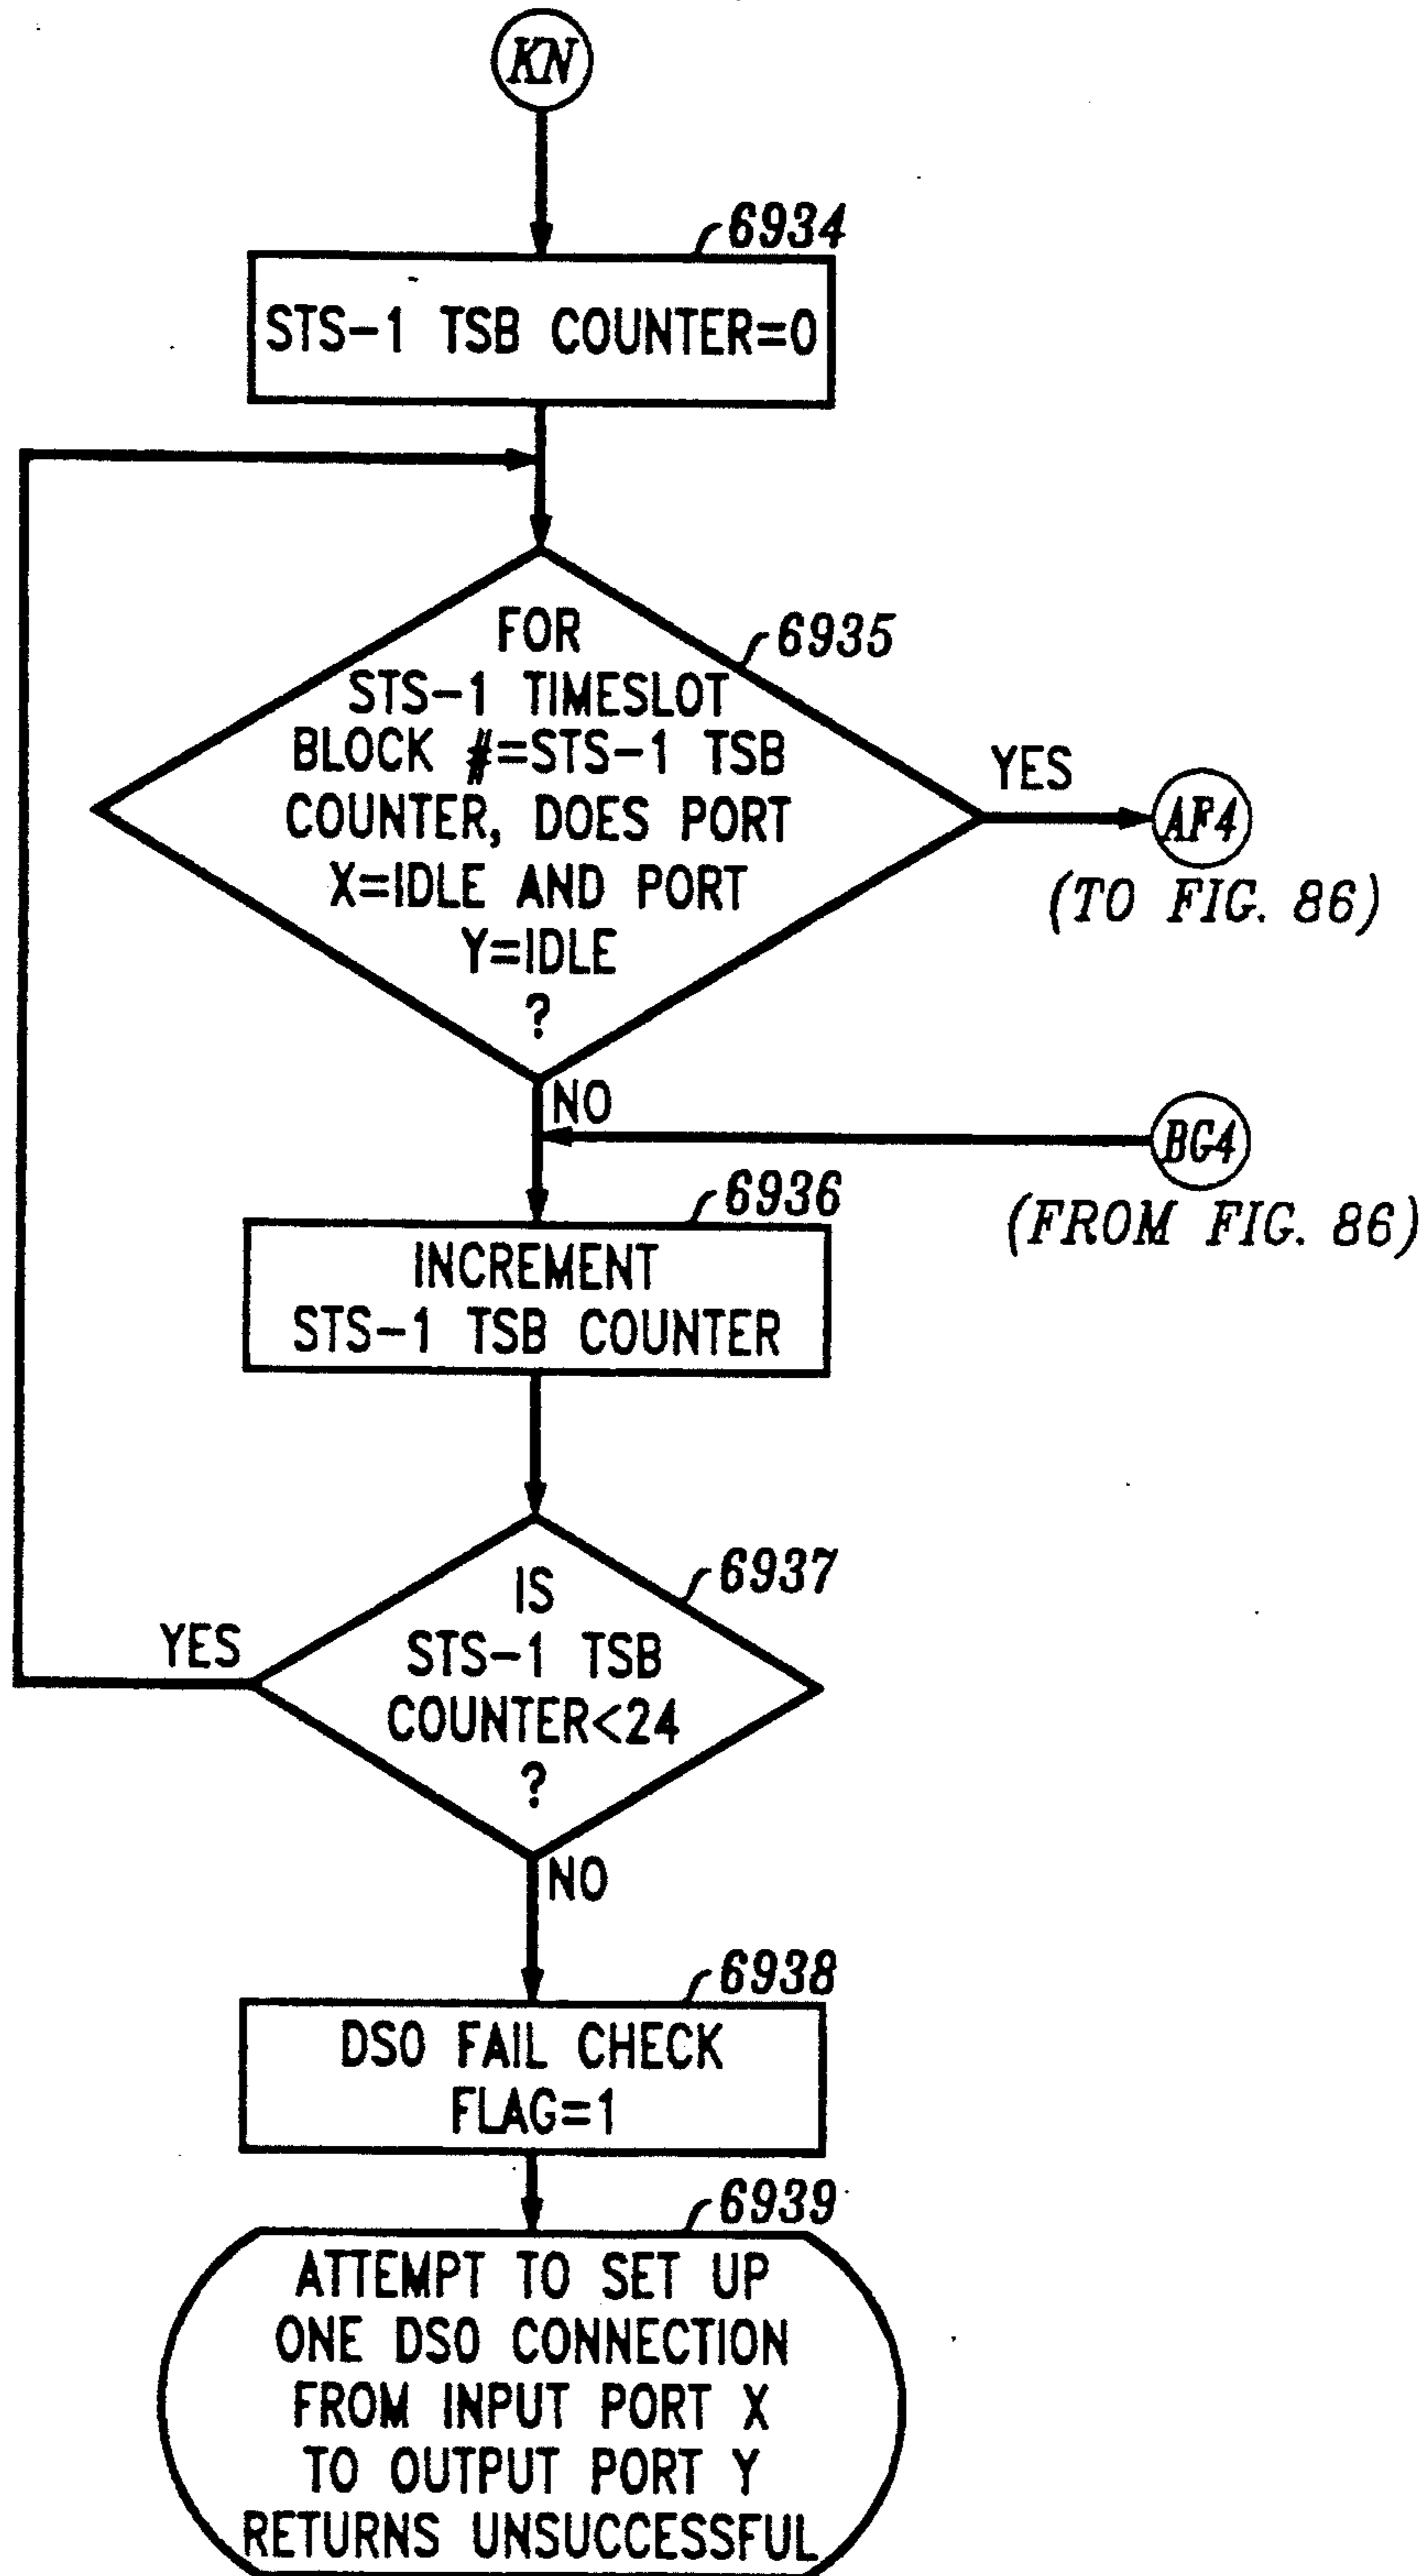 KN
6934
STS-1 TSB COUNTER=0
6935
FOR
STS-1 TIMESLOT
BLOCK #=STS-1 TSB
COUNTER, DOES PORT
X=IDLE AND PORT
Y=IDLE
?
YES
AF4
(TO FIG. 86)
NO
BG4
(FROM FIG. 86)
6936
INCREMENT
STS-1 TSB COUNTER
6937
IS
STS-1 TSB
COUNTER<24
?
YES
NO
6938
DS0 FAIL CHECK
FLAG=1
6939
ATTEMPT TO SET UP
ONE DS0 CONNECTION
FROM INPUT PORT X
TO OUTPUT PORT Y
RETURNS UNSUCCESSFUL